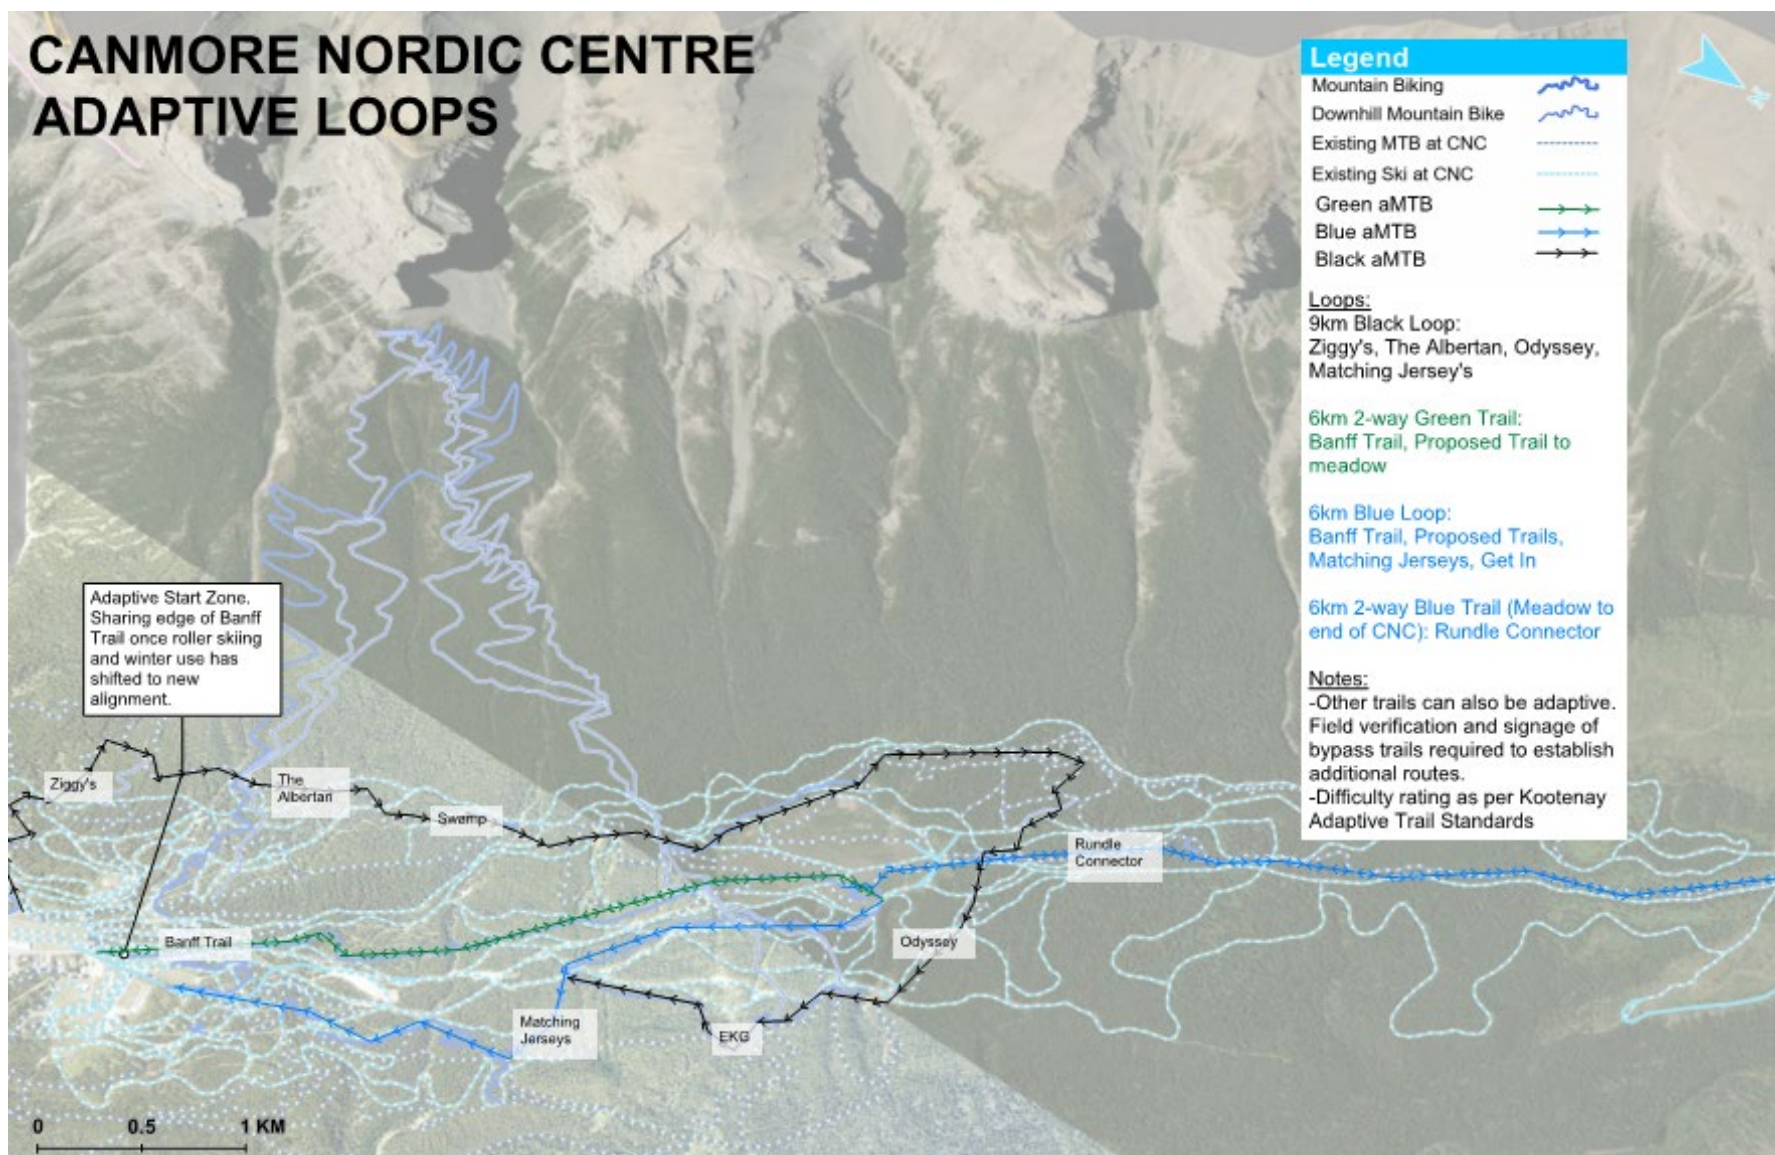 CANMORE NORDIC CENTRE
ADAPTIVE LOOPS
Legend
Mountain Biking
Downhill Mountain Bike
Existing MTB at CNC
Existing Ski at CNC
Green aMTB
Blue aMTB
Black aMTB
Loops:
9km Black Loop:
Ziggy's, The Albertan, Odyssey,
Matching Jersey's
6km 2-way Green Trail:
Banff Trail, Proposed Trail to
meadow
6km Blue Loop:
Banff Trail, Proposed Trails,
Matching Jerseys, Get In
6km 2-way Blue Trail (Meadow to
end of CNC): Rundle Connector
Notes:
-Other trails can also be adaptive.
Field verification and signage of
bypass trails required to establish
additional routes.
-Difficulty rating as per Kootenay
Adaptive Trail Standards
N
Adaptive Start Zone.
Sharing edge of Banff
Trail once roller skiing
and winter use has
shifted to new
alignment.
Ziggy's
The
Albertan
Swamp
Rundle
Connector
Banff Trail
Odyssey
Matching
Jerseys
EKG
0 0.5 1 KM